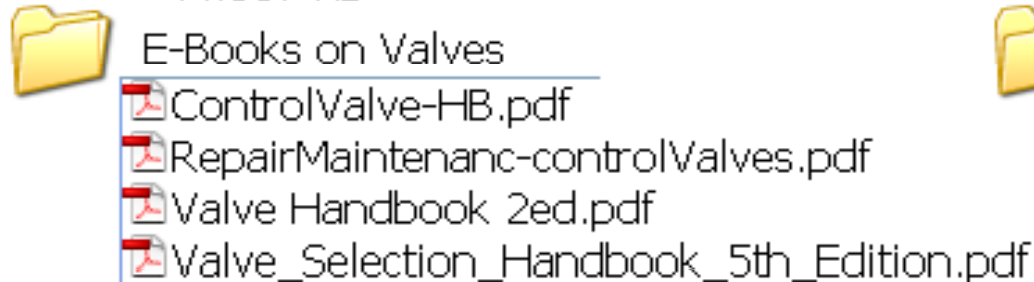 E-Books on Valves
ControlValve-HB.pdf
RepairMaintenanc-controlValves.pdf
Valve Handbook 2ed.pdf
Valve_Selection_Handbook_5th_Edition.pdf